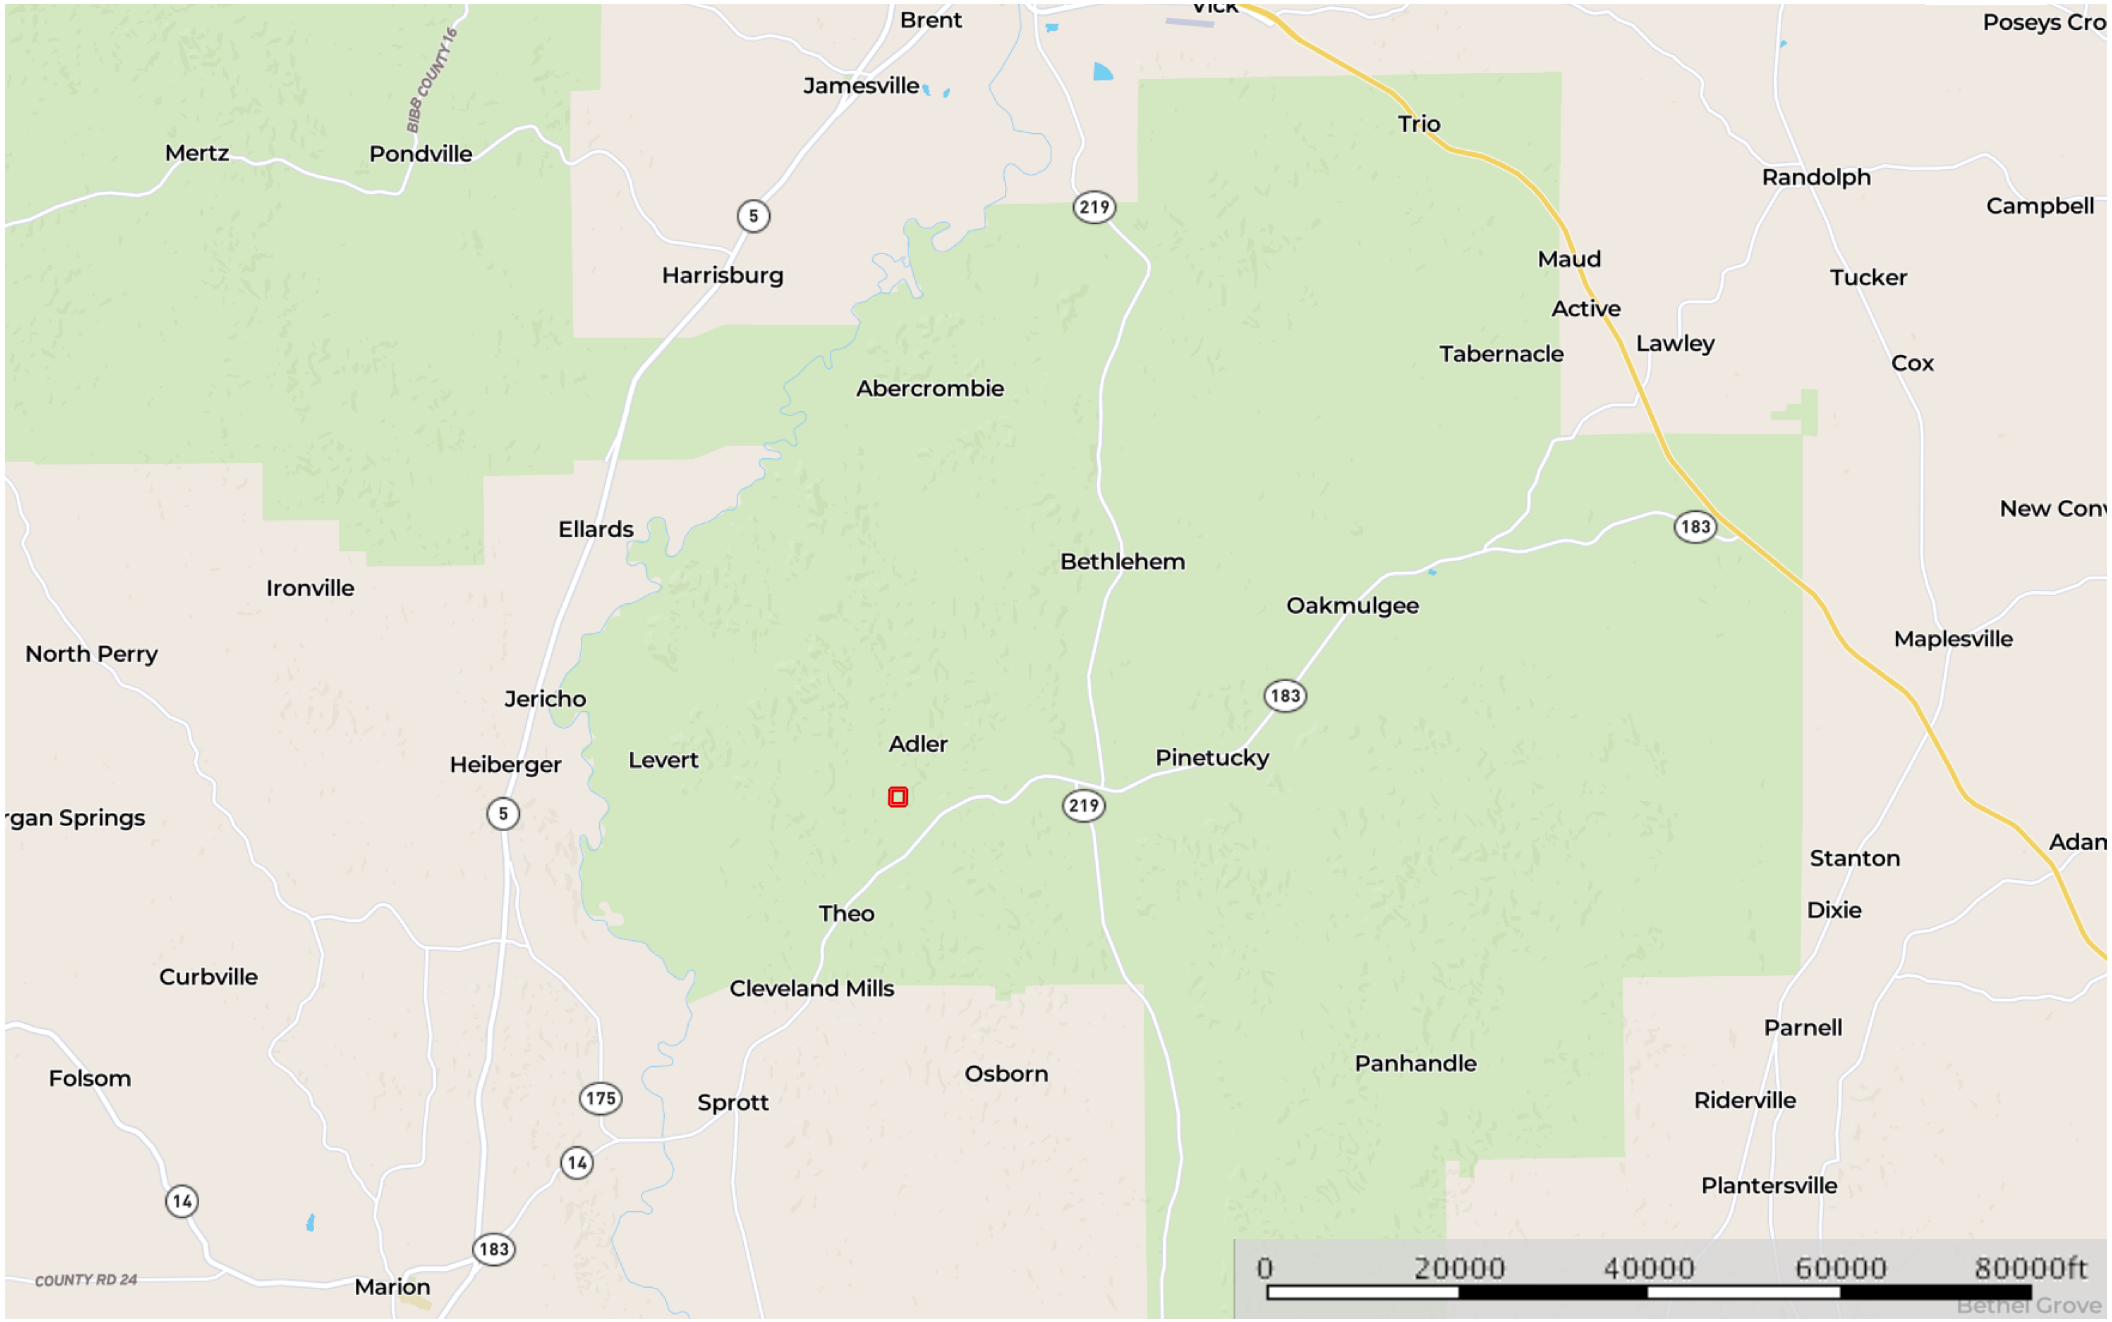 Vick
Brent
Poseys Cro
BIBB COUNTY 16
Jamesville
Trio
Mertz
Pondville
Randolph
Campbell
5
219
Harrisburg
Maud
Tucker
Active
Lawley
Tabernacle
Cox
Abercrombie
New Conv
Ellards
183
Bethlehem
Ironville
Oakmulgee
North Perry
Maplesville
Jericho
183
Adler
Levert
Pinetucky
Heiberger
5
219
rgan Springs
Adam
Stanton
Theo
Dixie
Curbville
Cleveland Mills
Parnell
Panhandle
Folsom
Osborn
175
Sprott
Riderville
14
Plantersville
14
183
COUNTY RD 24
Marion
0 20000 40000 60000 80000ft
Bethel Grove